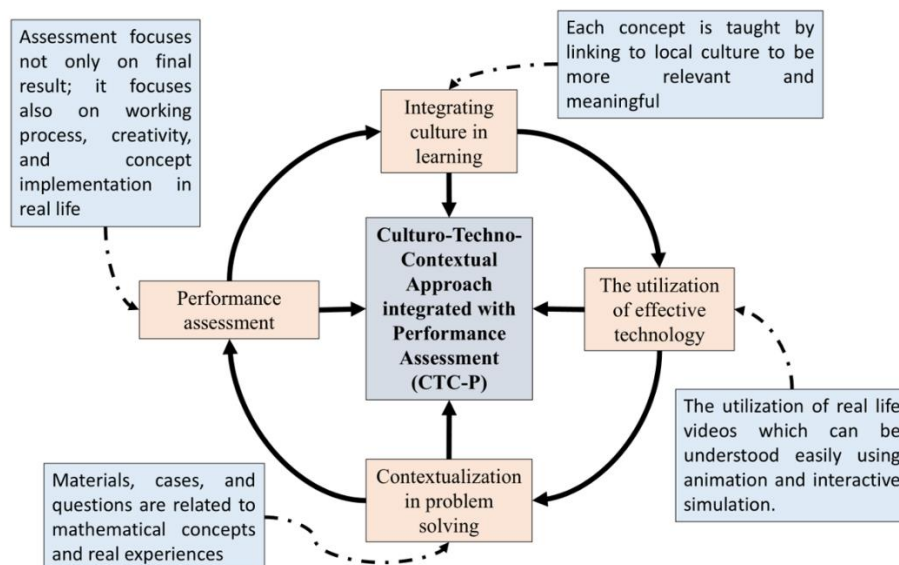 Assessment focuses
not only on final
result; it focuses
also on working
process, creativity,
and concept
implementation in
real life
Each concept is taught by
linking to local culture to be
more relevant and
meaningful
Integrating
culture in
learning
Culturo-Techno-
Contextual
Approach
integrated with
Performance
Assessment
(CTC-P)
Performance
assessment
The utilization
of effective
technology
The utilization of real life
videos which can be
understood easily using
animation and interactive
simulation.
Contextualization
in problem
solving
Materials, cases, and
questions are related to
mathematical concepts
and real experiences